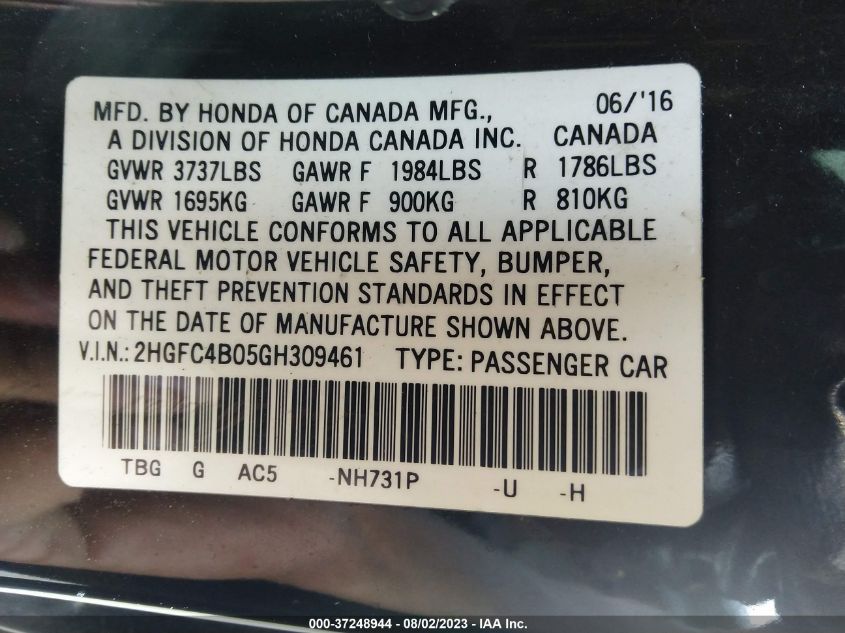 MFD. BY HONDA OF CANADA MFG., 06/'16
A DIVISION OF HONDA CANADA INC. CANADA
GVWR 3737LBS GAWR F 1984LBS R 1786LBS
GVWR 1695KG GAWR F 900KG R 810KG
THIS VEHICLE CONFORMS TO ALL APPLICABLE
FEDERAL MOTOR VEHICLE SAFETY, BUMPER,
AND THEFT PREVENTION STANDARDS IN EFFECT
ON THE DATE OF MANUFACTURE SHOWN ABOVE.
V.I.N.: 2HGFC4B05GH309461 TYPE: PASSENGER CAR
TBG G AC5 -NH731P -U -H
000-37248944 - 08/02/2023 - IAA Inc.